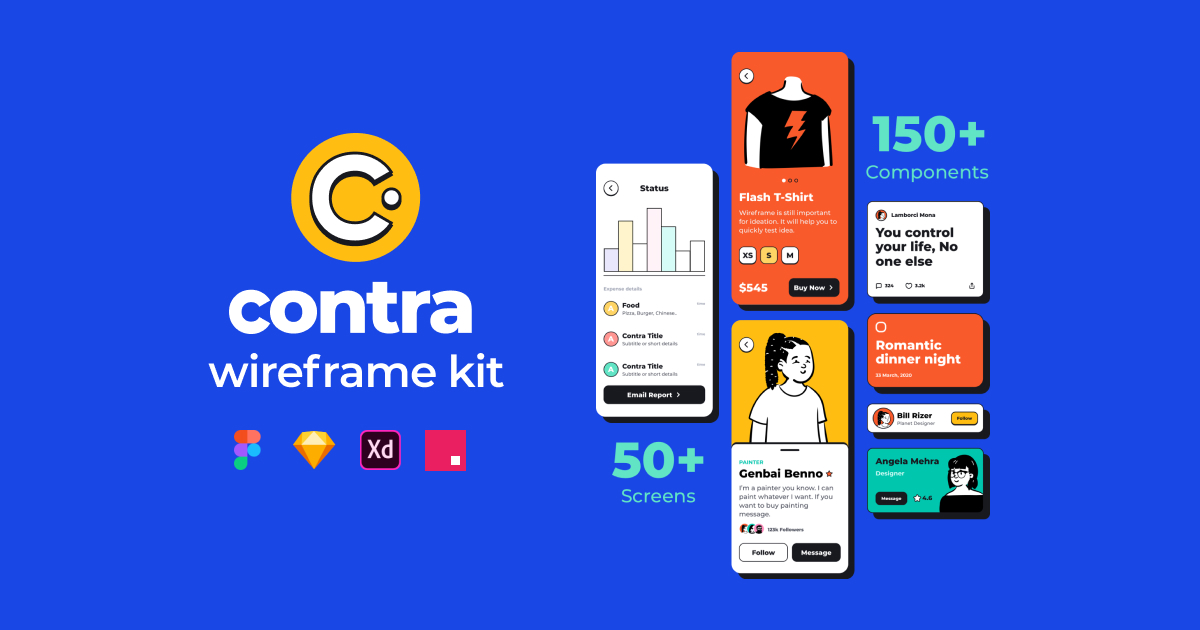 contra
wireframe kit
Xd
Status
Expense details
A
Food
Pizza, Burger, Chinese..
time
A
Contra Title
Subtitle or short details
time
A
Contra Title
Subtitle or short details
time
Email Report
50+
Screens
Flash T-Shirt
Wireframe is still important
for ideation. It will help you to
quickly test idea.
XS
S
M
$545
Buy Now
PAINTER
Genbai Benno
I'm a painter you know. I can
paint whatever I want. If you
want to buy painting
message.
123k Followers
Follow
Message
150+
Components
Lamborci Mona
You control
your life, No
one else
324
3.2k
Romantic
dinner night
23 March, 2020
Bill Rizer
Planet Designer
Follow
Angela Mehra
Designer
Message
4.6